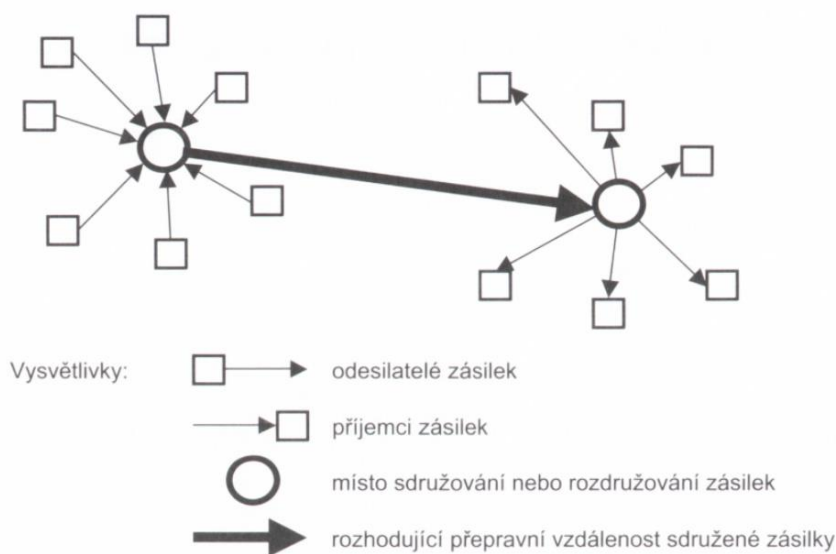 Vysvětlivky:
odesilatelé zásilek
příjemci zásilek
místo sdružování nebo rozdružování zásilek
rozhodující přepravní vzdálenost sdružené zásilky